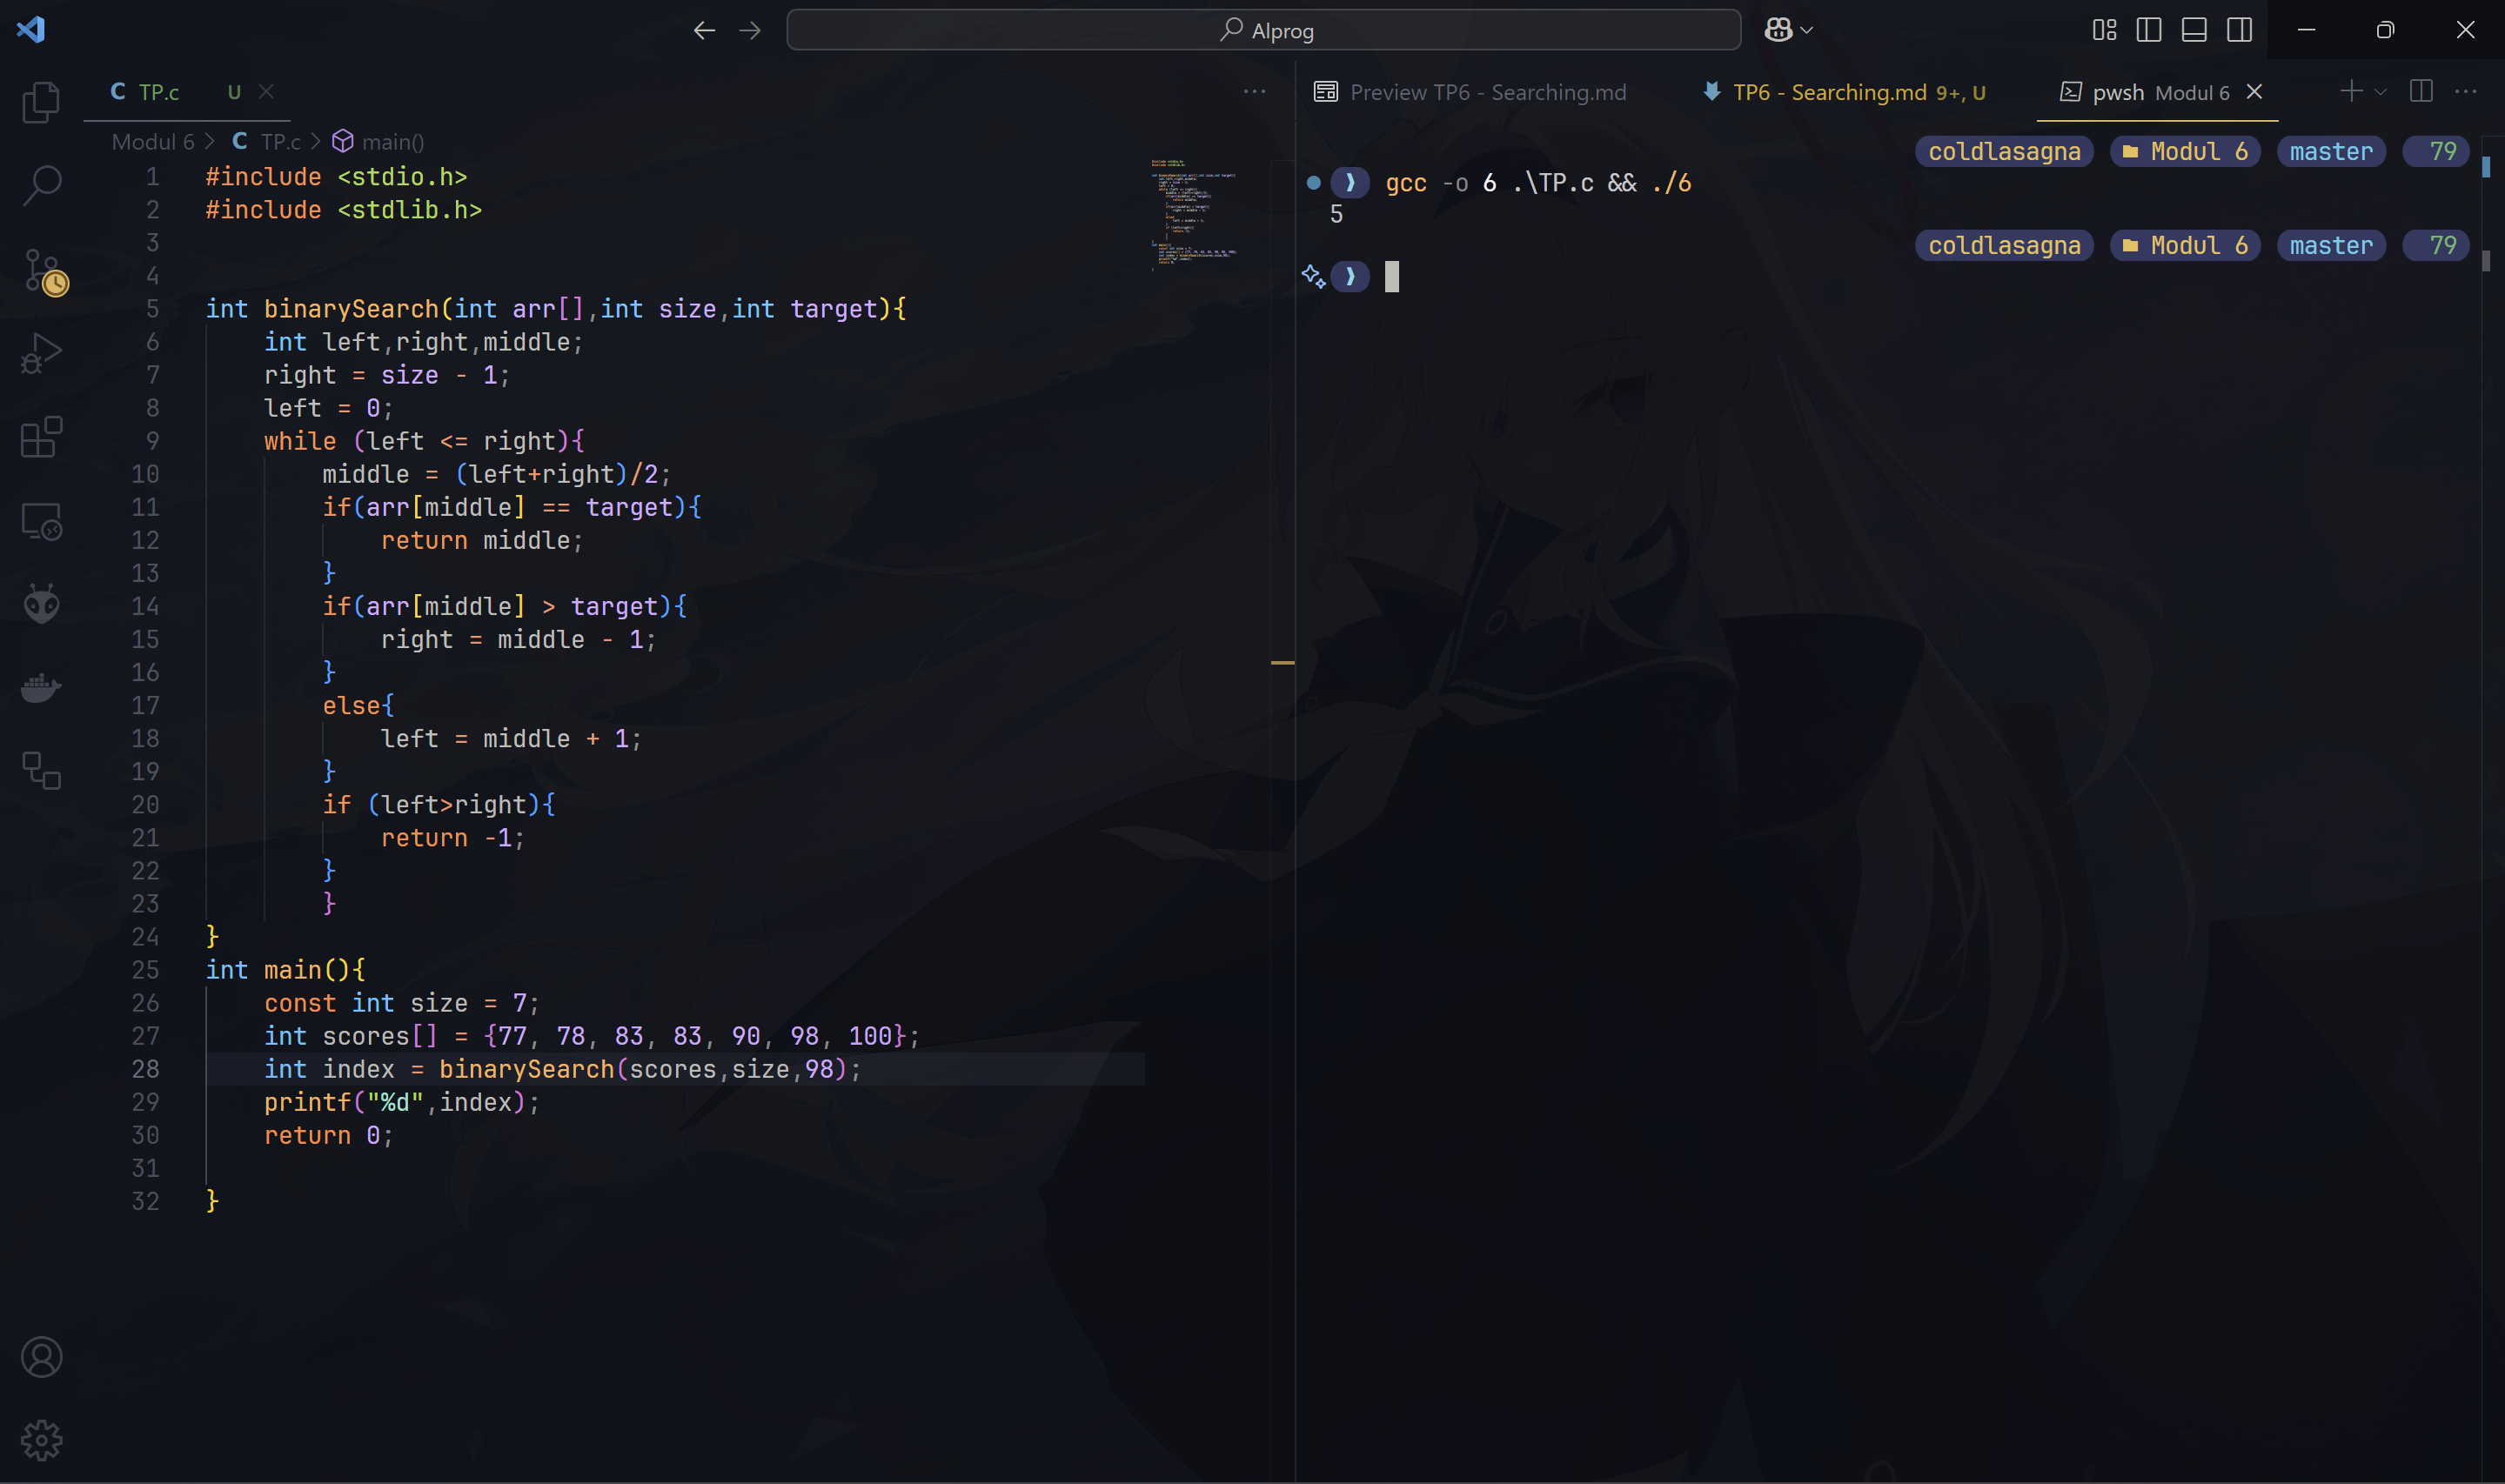 Alprog
C TP.c U
Modul 6 > C TP.c > main()
1 #include <stdio.h>
2 #include <stdlib.h>
3
4
5 int binarySearch(int arr[],int size,int target){
6     int left,right,middle;
7     right = size - 1;
8     left = 0;
9     while (left <= right){
10         middle = (left+right)/2;
11         if(arr[middle] == target){
12             return middle;
13         }
14         if(arr[middle] > target){
15             right = middle - 1;
16         }
17         else{
18             left = middle + 1;
19         }
20         if (left>right){
21             return -1;
22         }
23         }
24 }
25 int main(){
26     const int size = 7;
27     int scores[] = {77, 78, 83, 83, 90, 98, 100};
28     int index = binarySearch(scores,size,98);
29     printf("%d",index);
30     return 0;
31
32 }
Preview TP6 - Searching.md
TP6 - Searching.md 9+, U
pwsh Modul 6
coldlasagna Modul 6 master 79
gcc -o 6 .\TP.c && ./6
5
coldlasagna Modul 6 master 79